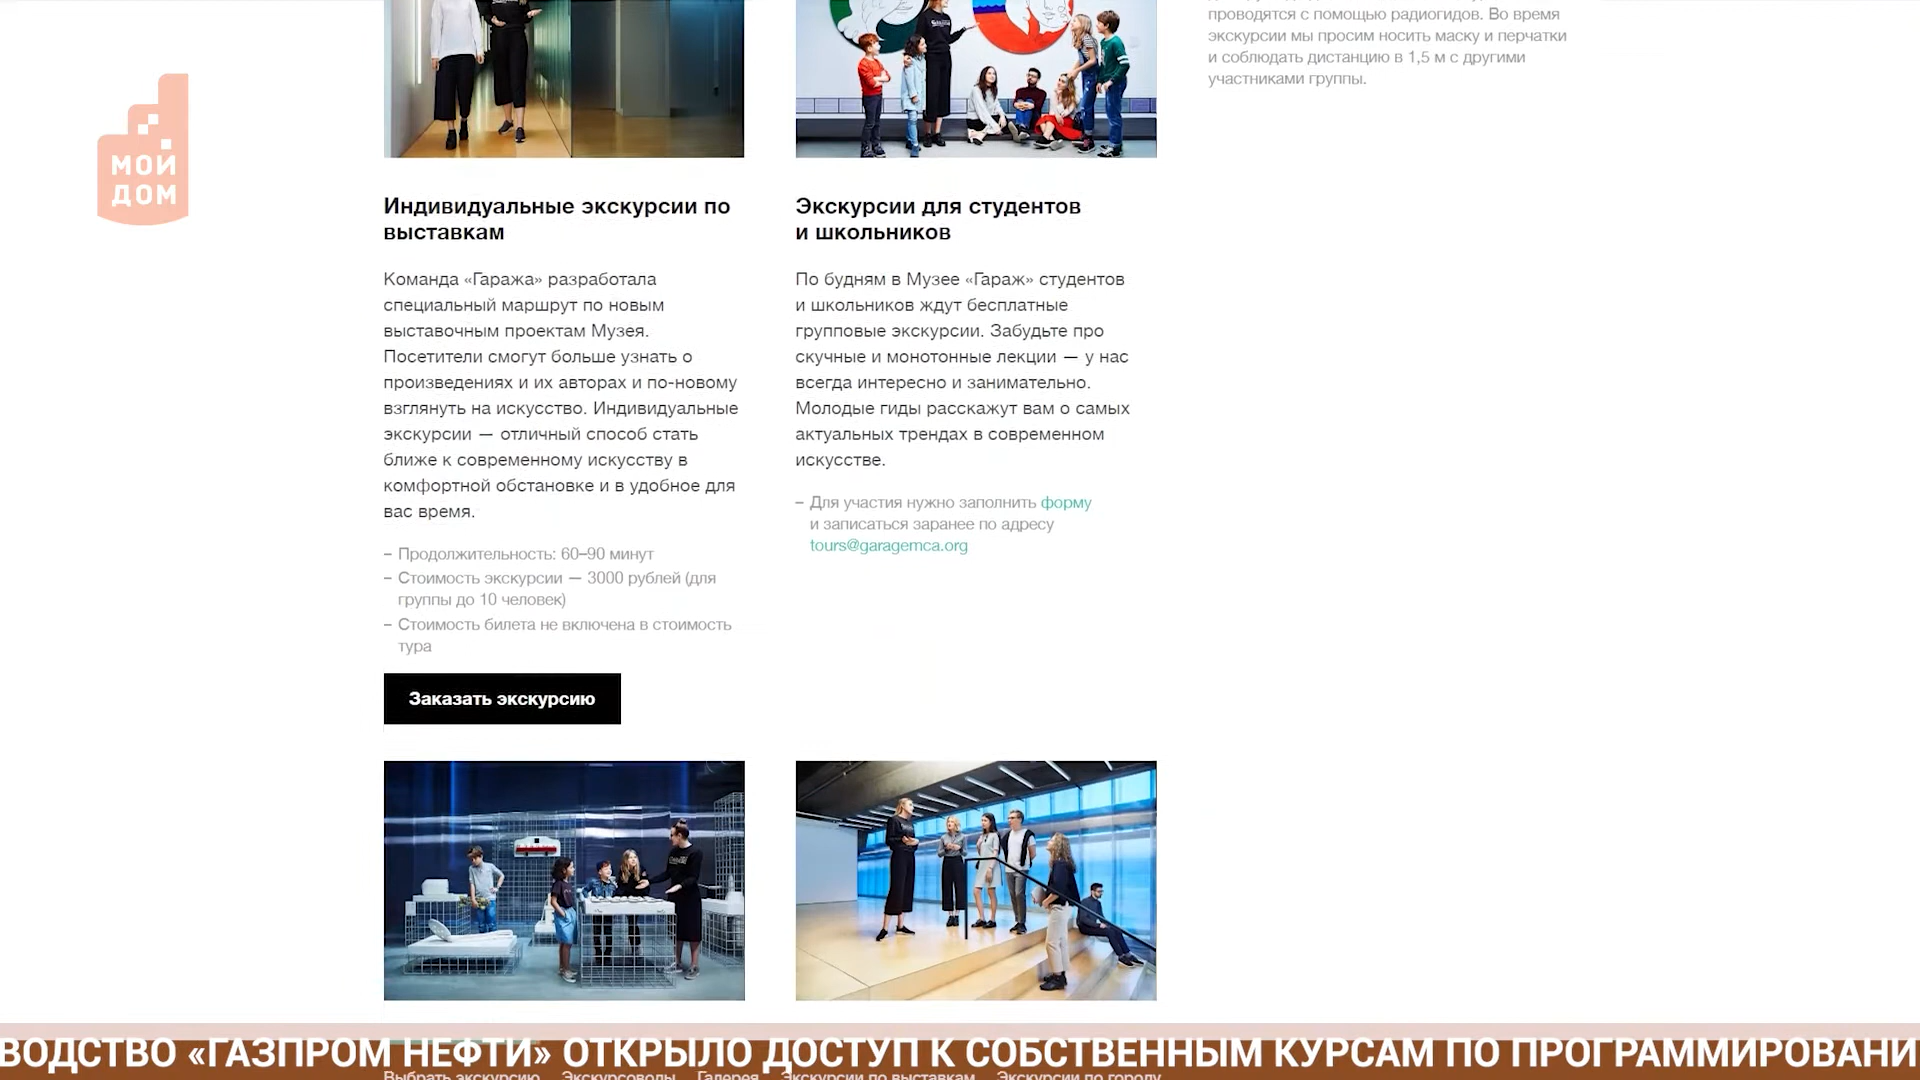 проводятся с помощью радиогидов. Во время
экскурсии мы просим носить маску и перчатки
и соблюдать дистанцию в 1,5 м с другими
участниками группы.
МОЙ
ДОМ
Индивидуальные экскурсии по
выставкам
Команда «Гаража» разработала
специальный маршрут по новым
выставочным проектам Музея.
Посетители смогут больше узнать о
произведениях и их авторах и по-новому
взглянуть на искусство. Индивидуальные
экскурсии — отличный способ стать
ближе к современному искусству в
комфортной обстановке и в удобное для
вас время.
– Продолжительность: 60–90 минут
– Стоимость экскурсии — 3000 рублей (для
группы до 10 человек)
– Стоимость билета не включена в стоимость
тура
Заказать экскурсию
Экскурсии для студентов
и школьников
По будням в Музее «Гараж» студентов
и школьников ждут бесплатные
групповые экскурсии. Забудьте про
скучные и монотонные лекции — у нас
всегда интересно и занимательно.
Молодые гиды расскажут вам о самых
актуальных трендах в современном
искусстве.
– Для участия нужно заполнить форму
и записаться заранее по адресу
tours@garagemca.org
ВОДСТВО «ГАЗПРОМ НЕФТИ» ОТКРЫЛО ДОСТУП К СОБСТВЕННЫМ КУРСАМ ПО ПРОГРАММИРОВАНИ
Выбрать экскурсию Экскурсоводы Галерея Экскурсии по выставкам Экскурсии по городу